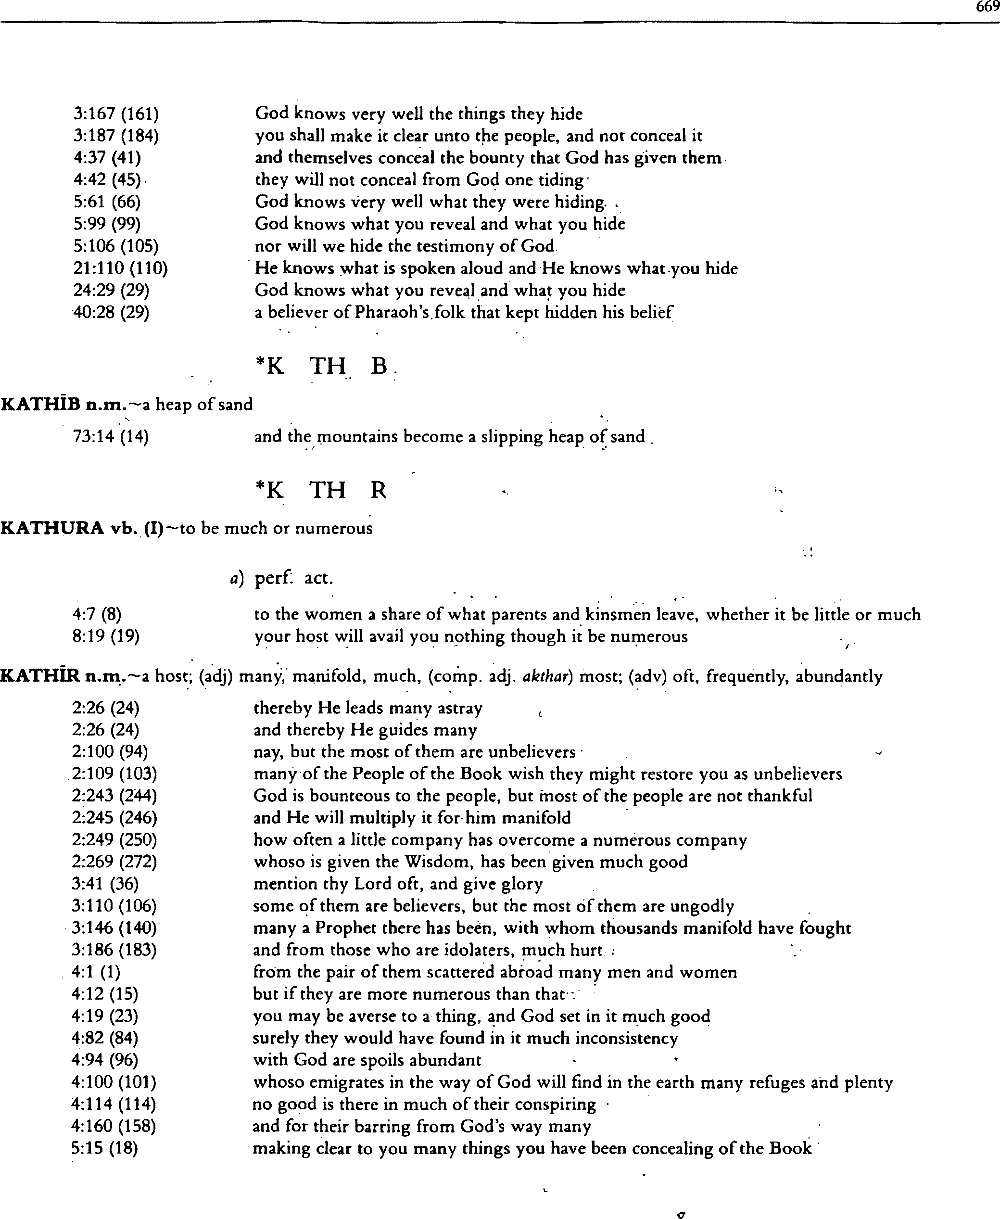 669
3:167 (161) God knows very well the things they hide
3:187 (184) you shall make it clear unto the people, and not conceal it
4:37 (41) and themselves conceal the bounty that God has given them
4:42 (45) they will not conceal from God one tiding
5:61 (66) God knows very well what they were hiding
5:99 (99) God knows what you reveal and what you hide
5:106 (105) nor will we hide the testimony of God
21:110 (110) He knows what is spoken aloud and He knows what you hide
24:29 (29) God knows what you reveal and what you hide
40:28 (29) a believer of Pharaoh's folk that kept hidden his belief
*K TH B
KATHĪB n.m.~a heap of sand
73:14 (14) and the mountains become a slipping heap of sand
*K TH R
KATHURA vb. (I)~to be much or numerous
a) perf. act.
4:7 (8) to the women a share of what parents and kinsmen leave, whether it be little or much
8:19 (19) your host will avail you nothing though it be numerous
KATHĪR n.m.~a host; (adj) many, manifold, much, (comp. adj. akthar) most; (adv) oft, frequently, abundantly
2:26 (24) thereby He leads many astray
2:26 (24) and thereby He guides many
2:100 (94) nay, but the most of them are unbelievers
2:109 (103) many of the People of the Book wish they might restore you as unbelievers
2:243 (244) God is bounteous to the people, but most of the people are not thankful
2:245 (246) and He will multiply it for him manifold
2:249 (250) how often a little company has overcome a numerous company
2:269 (272) whoso is given the Wisdom, has been given much good
3:41 (36) mention thy Lord oft, and give glory
3:110 (106) some of them are believers, but the most of them are ungodly
3:146 (140) many a Prophet there has been, with whom thousands manifold have fought
3:186 (183) and from those who are idolaters, much hurt
4:1 (1) from the pair of them scattered abroad many men and women
4:12 (15) but if they are more numerous than that
4:19 (23) you may be averse to a thing, and God set in it much good
4:82 (84) surely they would have found in it much inconsistency
4:94 (96) with God are spoils abundant
4:100 (101) whoso emigrates in the way of God will find in the earth many refuges and plenty
4:114 (114) no good is there in much of their conspiring
4:160 (158) and for their barring from God's way many
5:15 (18) making clear to you many things you have been concealing of the Book